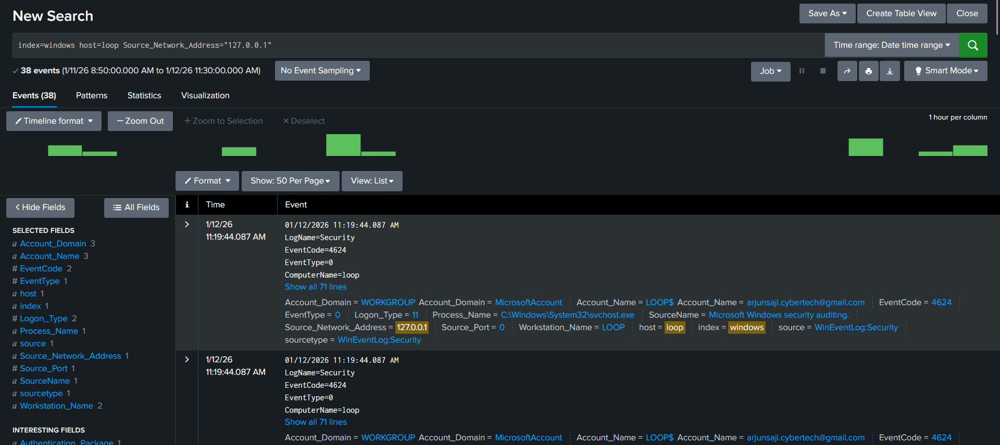 New Search
Save As
Create Table View
Close
index=windows host=loop Source_Network_Address="127.0.0.1"
Time range: Date time range
38 events (1/11/26 8:50:00.000 AM to 1/12/26 11:30:00.000 AM)
No Event Sampling
Job
Smart Mode
Events (38)
Patterns
Statistics
Visualization
Timeline format
Zoom Out
Zoom to Selection
Deselect
1 hour per column
Format
Show: 50 Per Page
View: List
Hide Fields
All Fields
SELECTED FIELDS
a Account_Domain 3
a Account_Name 3
# EventCode 2
# EventType 1
a host 1
a index 1
# Logon_Type 2
a Process_Name 1
a source 1
a Source_Network_Address 1
# Source_Port 1
a SourceName 1
a sourcetype 1
a Workstation_Name 2
INTERESTING FIELDS
a Authentication_Package 1
i Time Event
1/12/26
11:19:44.087 AM
01/12/2026 11:19:44.087 AM
LogName=Security
EventCode=4624
EventType=0
ComputerName=loop
Show all 71 lines
Account_Domain = WORKGROUP Account_Domain = MicrosoftAccount Account_Name = LOOP$ Account_Name = arjunsaji.cybertech@gmail.com EventCode = 4624
EventType = 0 Logon_Type = 11 Process_Name = C:\Windows\System32\svchost.exe SourceName = Microsoft Windows security auditing.
Source_Network_Address = 127.0.0.1 Source_Port = 0 Workstation_Name = LOOP host = loop index = windows source = WinEventLog:Security
sourcetype = WinEventLog:Security
1/12/26
11:19:44.087 AM
01/12/2026 11:19:44.087 AM
LogName=Security
EventCode=4624
EventType=0
ComputerName=loop
Show all 71 lines
Account_Domain = WORKGROUP Account_Domain = MicrosoftAccount Account_Name = LOOP$ Account_Name = arjunsaji.cybertech@gmail.com EventCode = 4624